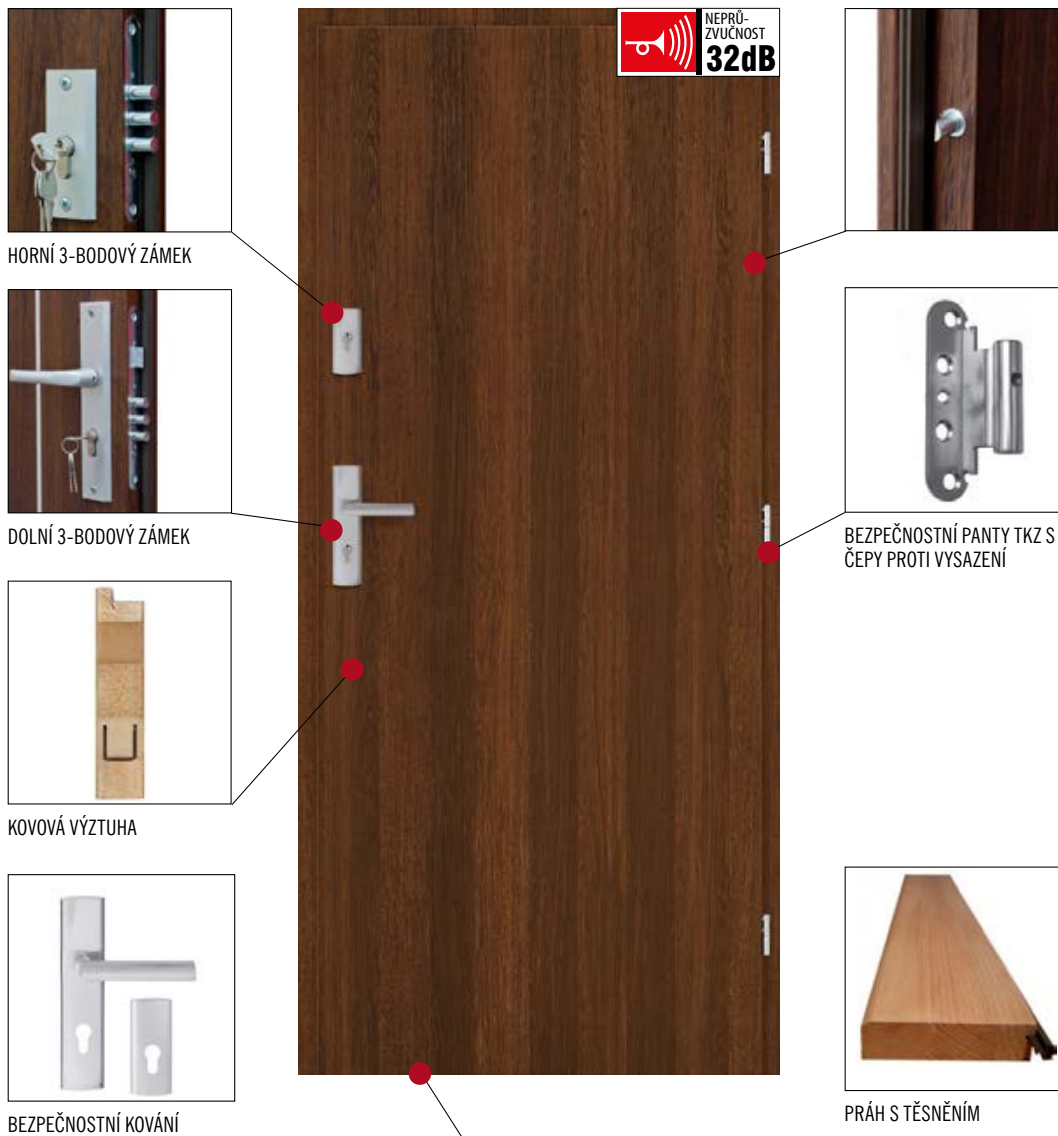 NEPRŮ-
ZVUČNOST
32dB
HORNÍ 3-BODOVÝ ZÁMEK
DOLNÍ 3-BODOVÝ ZÁMEK
BEZPEČNOSTNÍ PANTY TKZ S
ČEPY PROTI VYSAZENÍ
KOVOVÁ VÝZTUHA
BEZPEČNOSTNÍ KOVÁNÍ
PRÁH S TĚSNĚNÍM